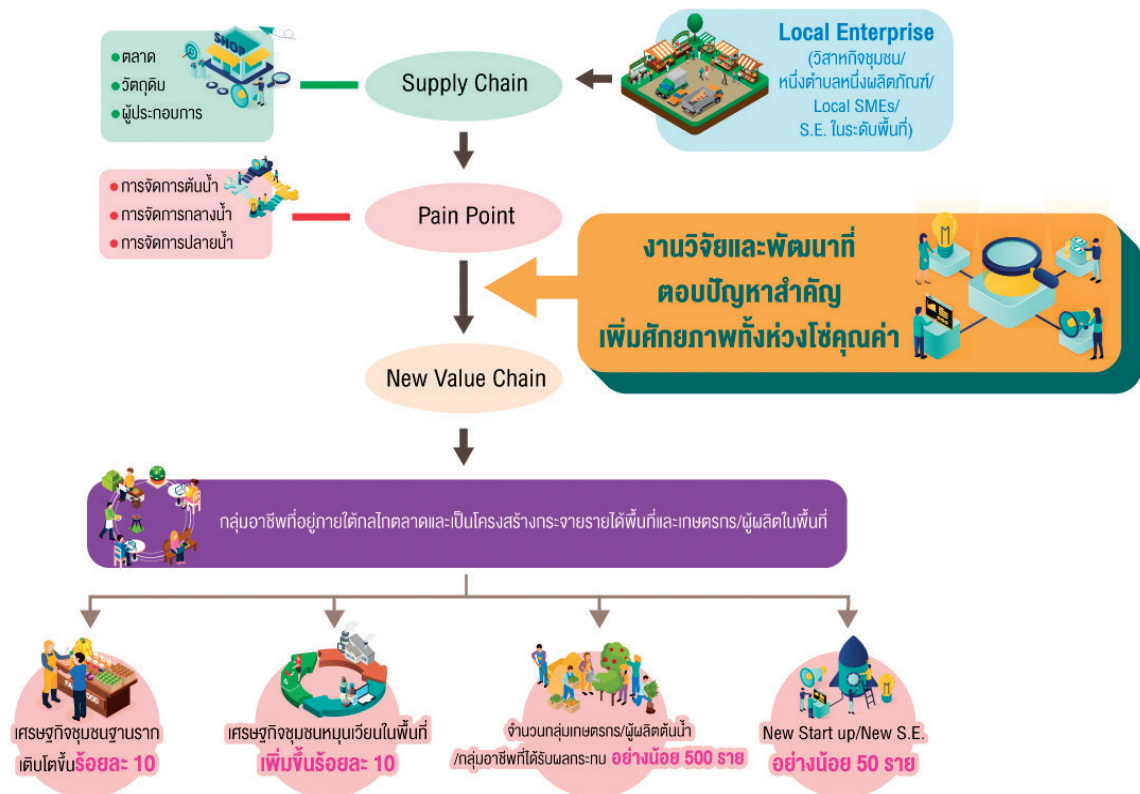 SHOP
• ตลาด
• วัตถุดิบ
• ผู้ประกอบการ
Supply Chain
Local Enterprise
(วิสาหกิจชุมชน/
หนึ่งตำบลหนึ่งผลิตภัณฑ์/
Local SMEs/
S.E. ในระดับพื้นที่)
• การจัดการต้นน้ำ
• การจัดการกลางน้ำ
• การจัดการปลายน้ำ
Pain Point
งานวิจัยและพัฒนาที่
ตอบปัญหาสำคัญ
เพิ่มศักยภาพทั้งห่วงโซ่คุณค่า
New Value Chain
กลุ่มอาชีพที่อยู่ภายใต้กลไกตลาดและเป็นโครงสร้างกระจายรายได้พื้นที่และเกษตรกร/ผู้ผลิตในพื้นที่
เศรษฐกิจชุมชนฐานราก
เติบโตขึ้นร้อยละ 10
เศรษฐกิจชุมชนหมุนเวียนในพื้นที่
เพิ่มขึ้นร้อยละ 10
จำนวนกลุ่มเกษตรกร/ผู้ผลิตต้นน้ำ
/กลุ่มอาชีพที่ได้รับผลกระทบ อย่างน้อย 500 ราย
New Start up/New S.E.
อย่างน้อย 50 ราย